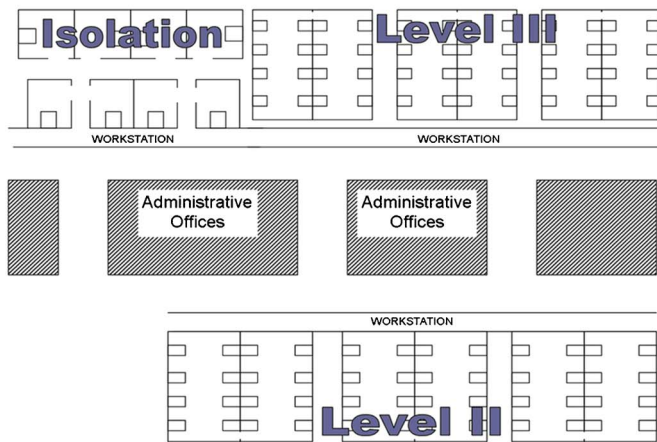 Isolation
Level III
WORKSTATION
WORKSTATION
Administrative
Offices
Administrative
Offices
WORKSTATION
Level II